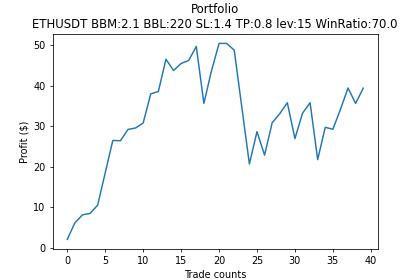 Portfolio
ETHUSDT BBM:2.1 BBL:220 SL:1.4 TP:0.8 lev:15 WinRatio:70.0
50
40
30
20
10
0
Profit ($)
0 5 10 15 20 25 30 35 40
Trade counts